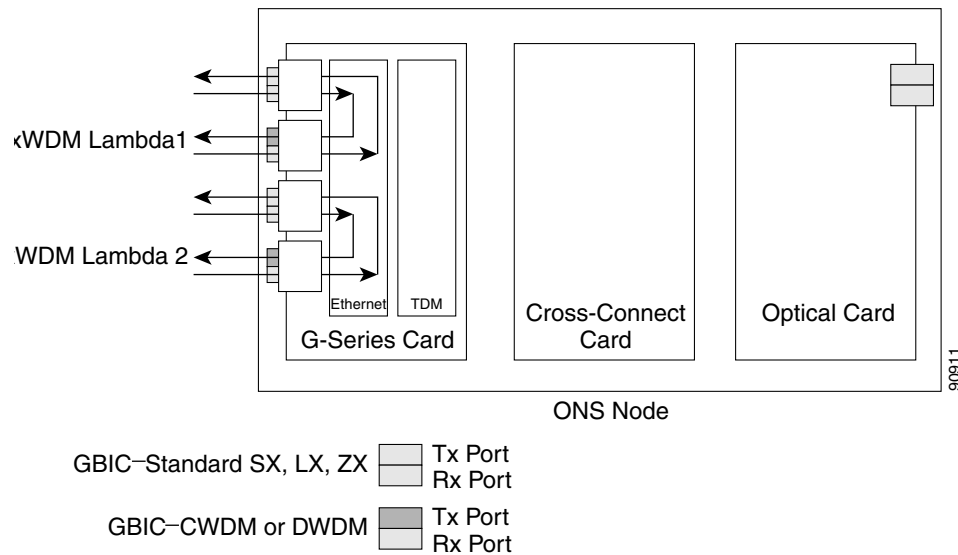 xWDM Lambda1
WDM Lambda 2
Ethernet
TDM
G-Series Card
Cross-Connect
Card
Optical Card
90911
ONS Node
GBIC–Standard SX, LX, ZX
Tx Port
Rx Port
GBIC–CWDM or DWDM
Tx Port
Rx Port